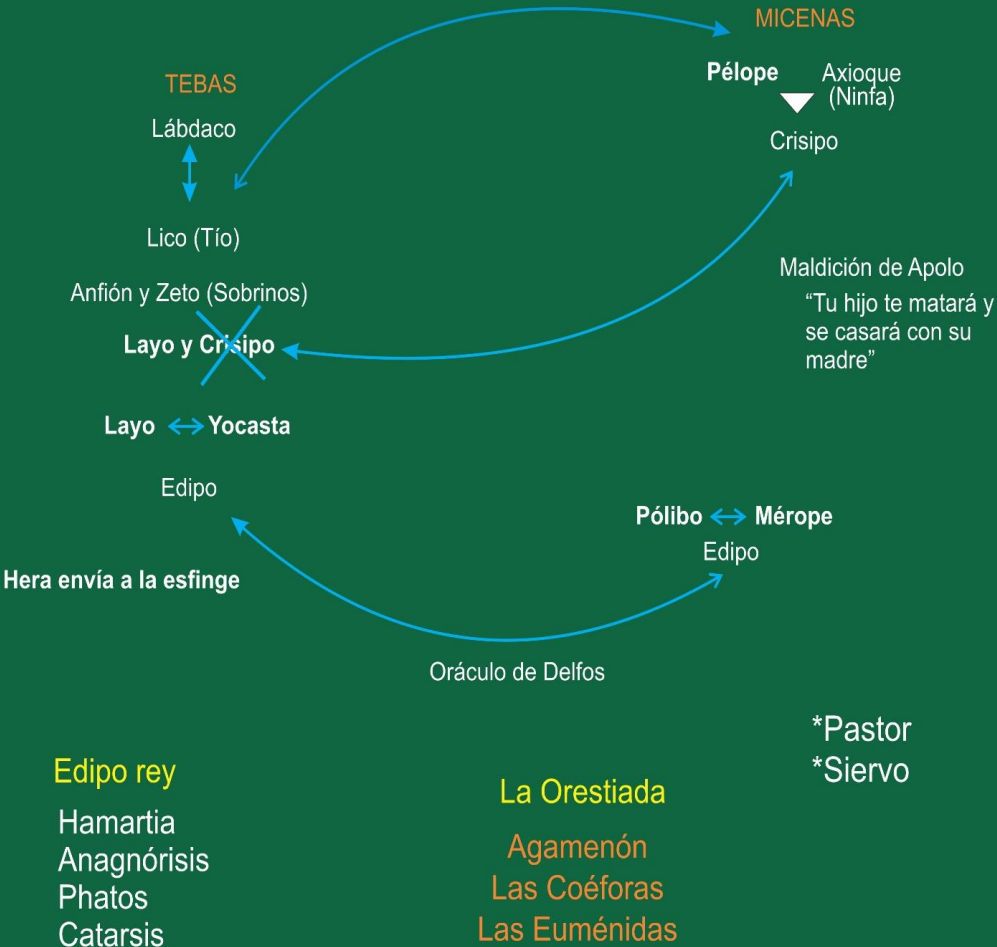 MICENAS
TEBAS
Pélope
Axioque
(Ninfa)
Lábdaco
Crisipo
Lico (Tío)
Anfión y Zeto (Sobrinos)
Layo y Crisipo
Maldición de Apolo
“Tu hijo te matará y
se casará con su
madre”
Layo Yocasta
Edipo
Pólibo Mérope
Edipo
Hera envía a la esfinge
Oráculo de Delfos
*Pastor
*Siervo
Edipo rey
Hamartia
Anagnórisis
Phatos
Catarsis
La Orestiada
Agamenón
Las Coéforas
Las Euménidas